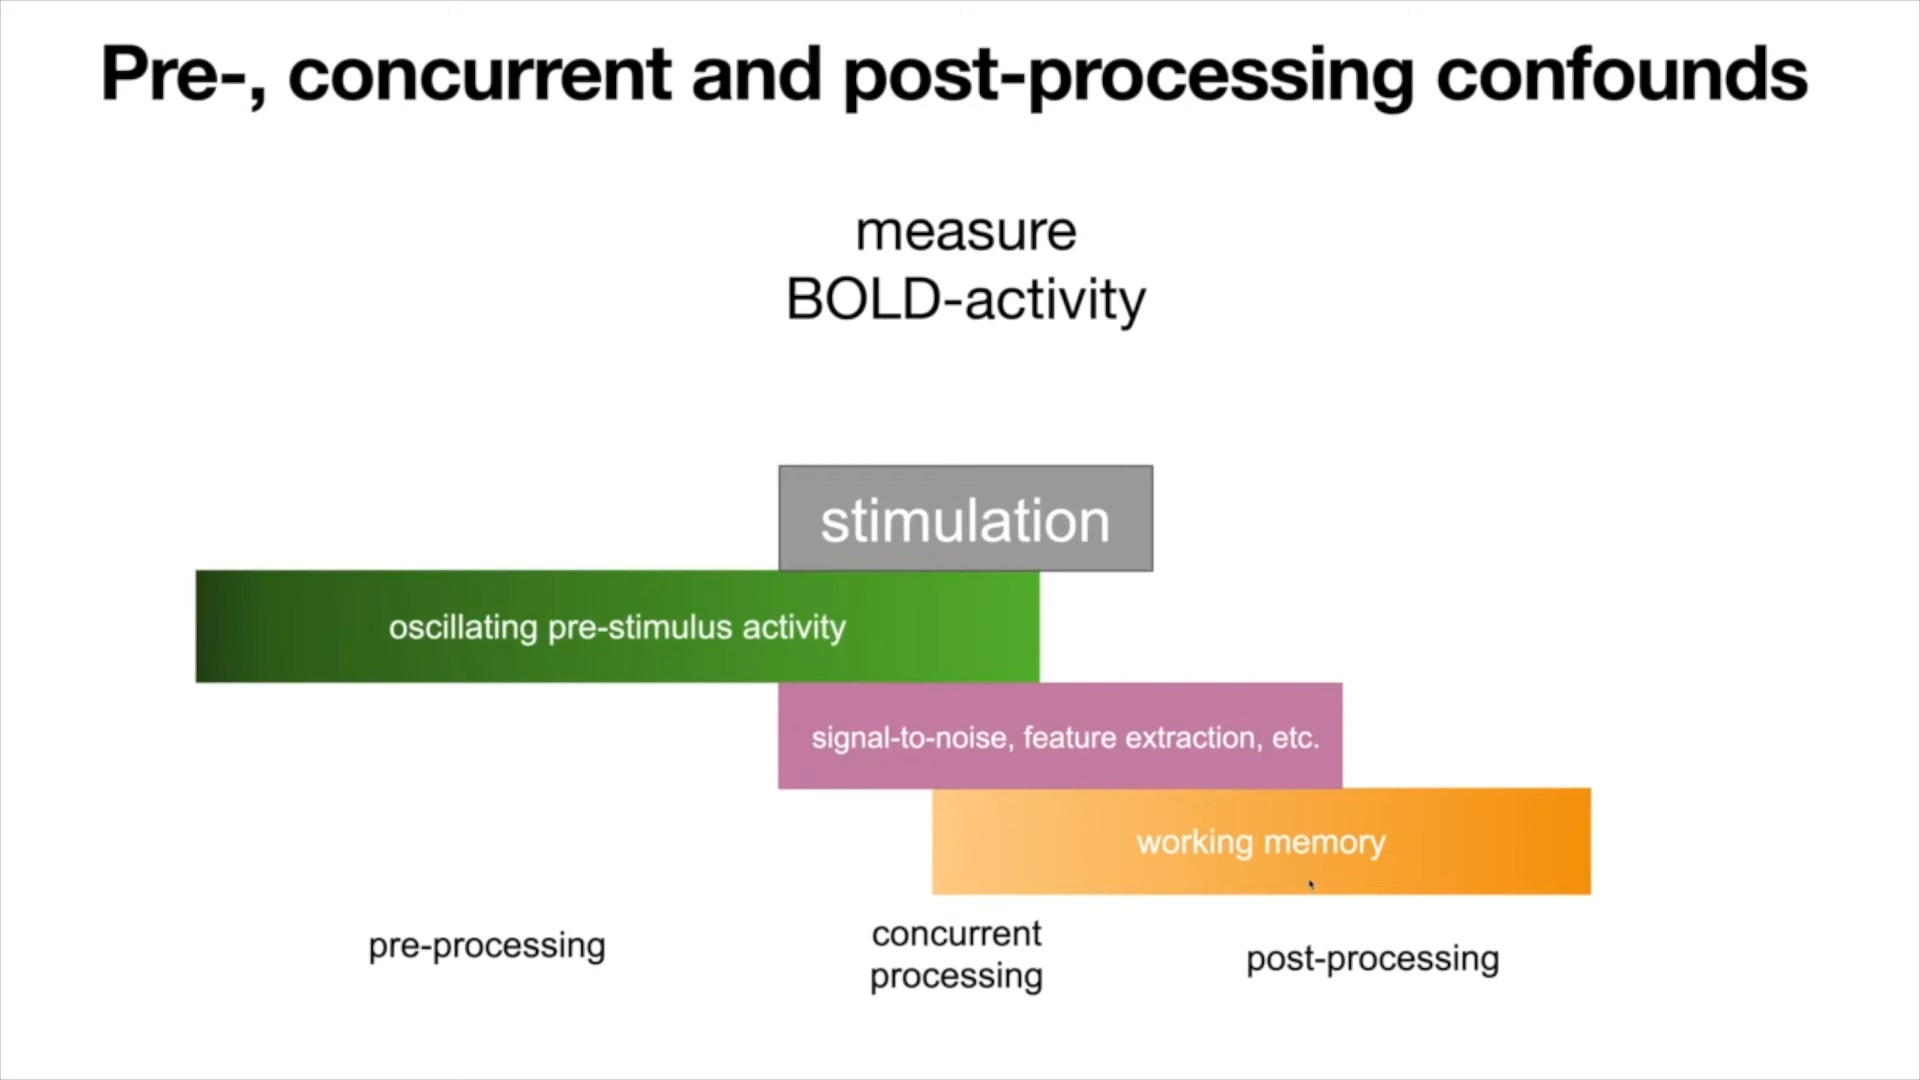 Pre-, concurrent and post-processing confounds
measure
BOLD-activity
stimulation
oscillating pre-stimulus activity
signal-to-noise, feature extraction, etc.
working memory
pre-processing
concurrent
processing
post-processing